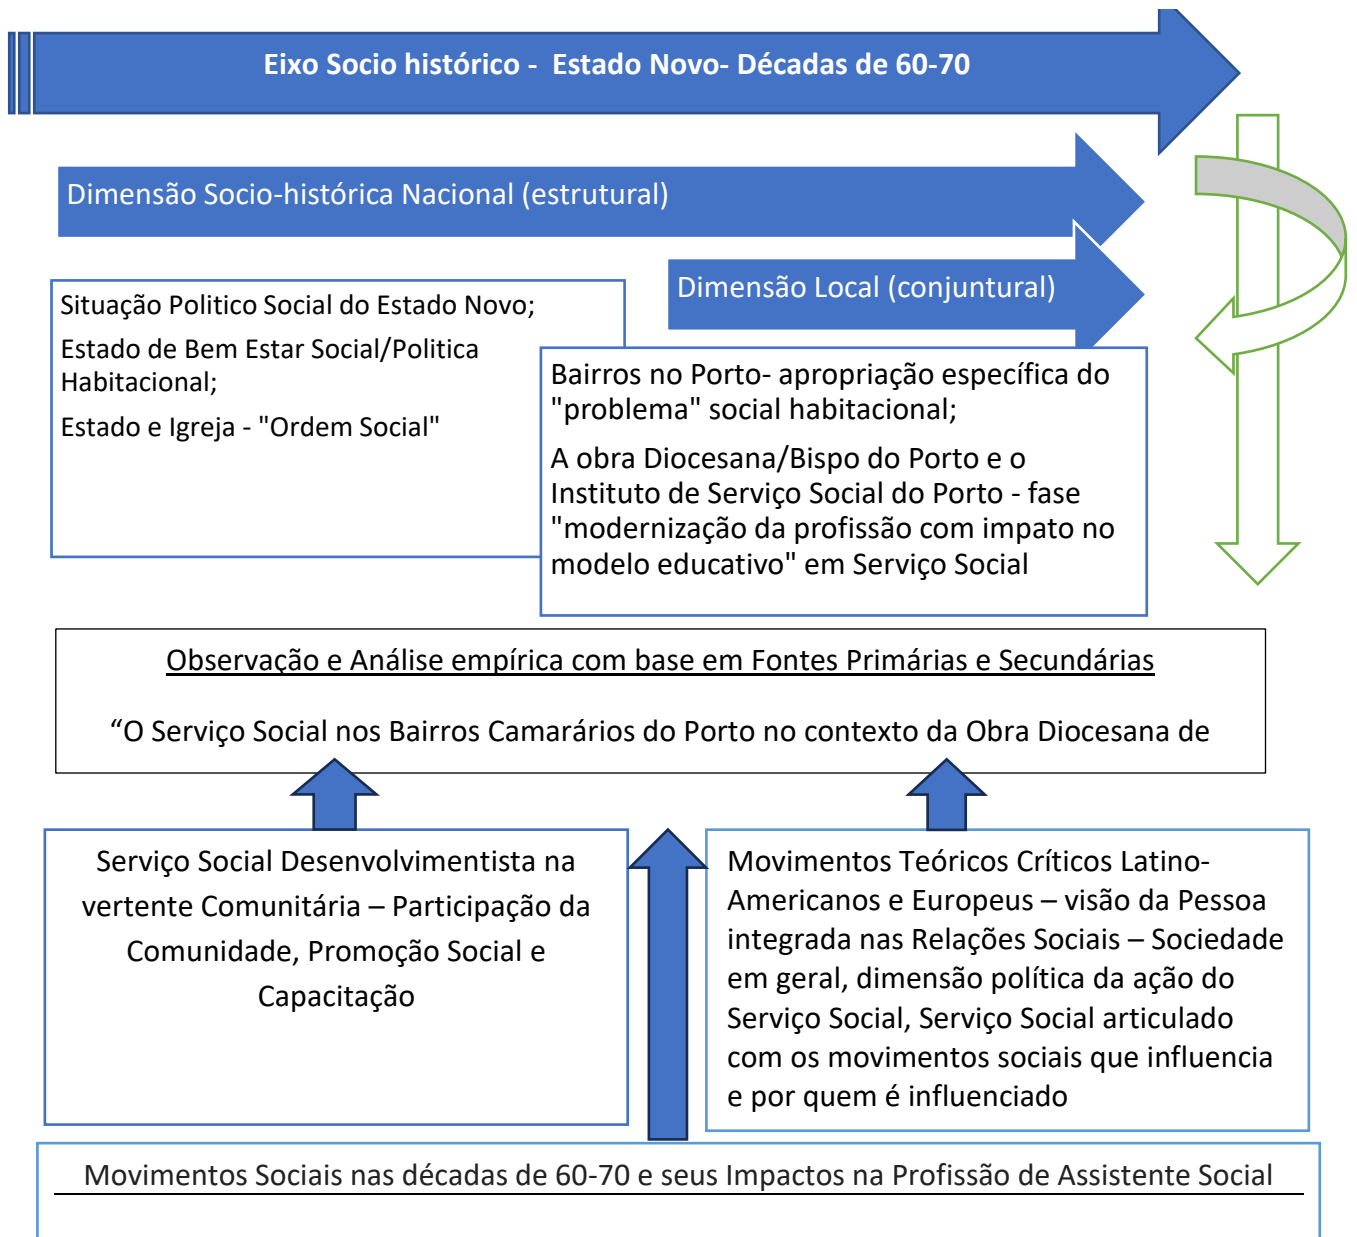 Eixo Socio histórico - Estado Novo- Décadas de 60-70
Dimensão Socio-histórica Nacional (estrutural)
Dimensão Local (conjuntural)
Situação Politico Social do Estado Novo;
Estado de Bem Estar Social/Politica
Habitacional;
Estado e Igreja - "Ordem Social"
Bairros no Porto- apropriação específica do
"problema" social habitacional;
A obra Diocesana/Bispo do Porto e o
Instituto de Serviço Social do Porto - fase
"modernização da profissão com impato no
modelo educativo" em Serviço Social
Observação e Análise empírica com base em Fontes Primárias e Secundárias
“O Serviço Social nos Bairros Camarários do Porto no contexto da Obra Diocesana de
Serviço Social Desenvolvimentista na
vertente Comunitária – Participação da
Comunidade, Promoção Social e
Capacitação
Movimentos Teóricos Críticos Latino-
Americanos e Europeus – visão da Pessoa
integrada nas Relações Sociais – Sociedade
em geral, dimensão política da ação do
Serviço Social, Serviço Social articulado
com os movimentos sociais que influencia
e por quem é influenciado
Movimentos Sociais nas décadas de 60-70 e seus Impactos na Profissão de Assistente Social